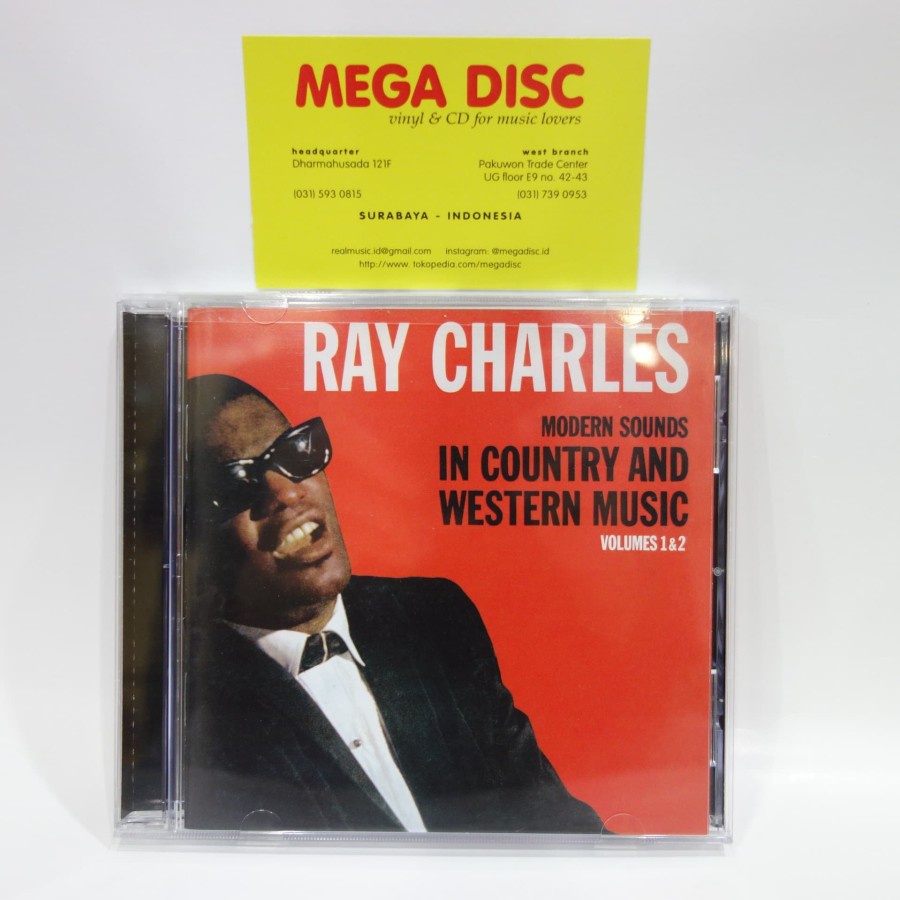 MEGA DISC
vinyl & CD for music lovers
headquarter
Dharmahusada 121F
(031) 593 0815
west branch
Pakuwon Trade Center
UG floor E9 no. 42-43
(031) 739 0953
SURABAYA - INDONESIA
realmusic.id@gmail.com instagram: @megadisc.id
http://www. tokopedia.com/megadisc
RAY CHARLES
MODERN SOUNDS
IN COUNTRY AND
WESTERN MUSIC
VOLUMES 1 & 2